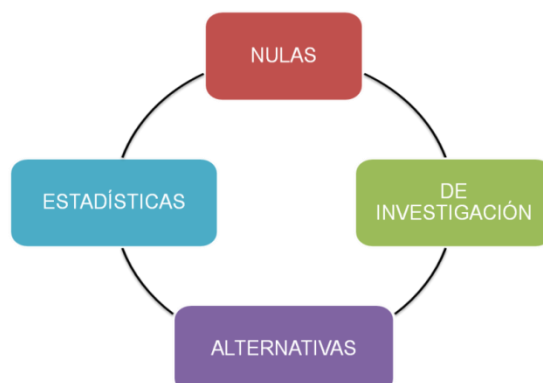 NULAS
DE
INVESTIGACIÓN
ALTERNATIVAS
ESTADÍSTICAS